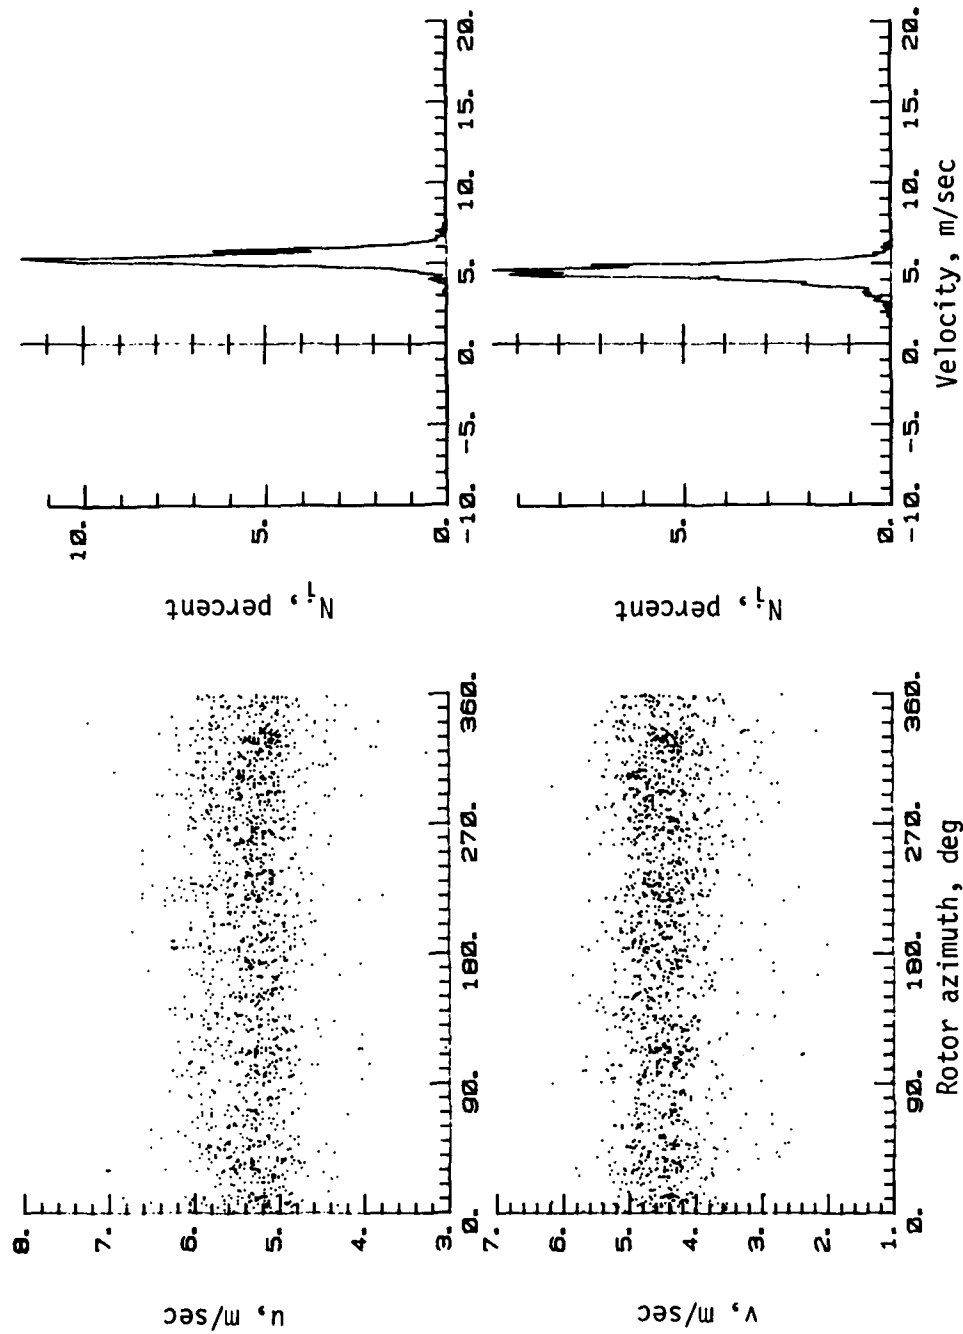 8.
7.
6.
5.
4.
3.
u, m/sec
0. 90. 180. 270. 360.
10.
5.
0.
N_i, percent
-10. -5. 0. 5. 10. 15. 20.
7.
6.
5.
4.
3.
2.
1.
v, m/sec
0. 90. 180. 270. 360.
Rotor azimuth, deg
5.
0.
N_i, percent
-10. -5. 0. 5. 10. 15. 20.
Velocity, m/sec